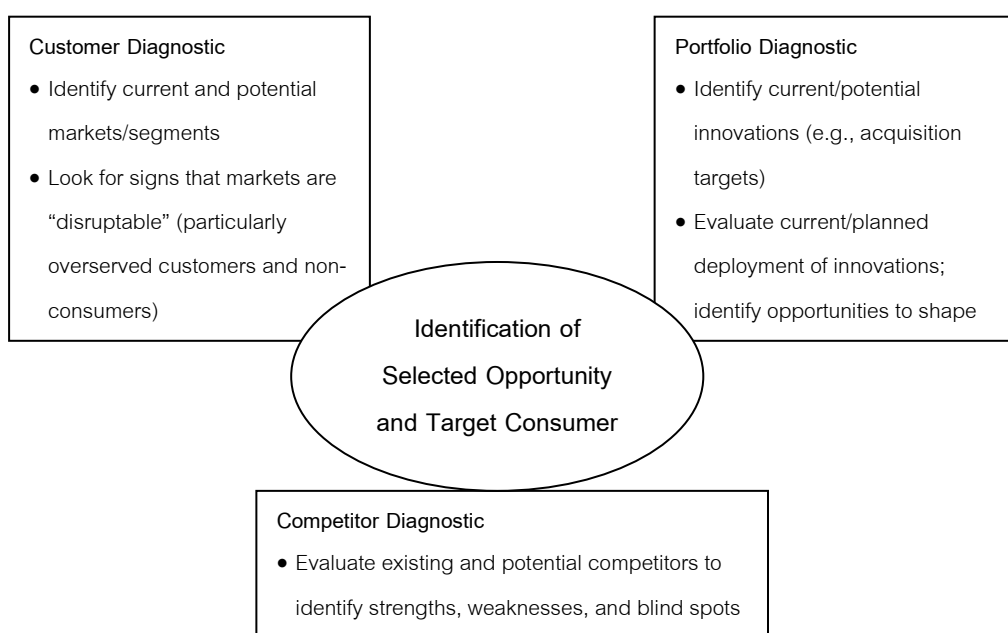 Customer Diagnostic
• Identify current and potential
markets/segments
• Look for signs that markets are
“disruptable” (particularly
overserved customers and non-
consumers)
Portfolio Diagnostic
• Identify current/potential
innovations (e.g., acquisition
targets)
• Evaluate current/planned
deployment of innovations;
identify opportunities to shape
Identification of
Selected Opportunity
and Target Consumer
Competitor Diagnostic
• Evaluate existing and potential competitors to
identify strengths, weaknesses, and blind spots